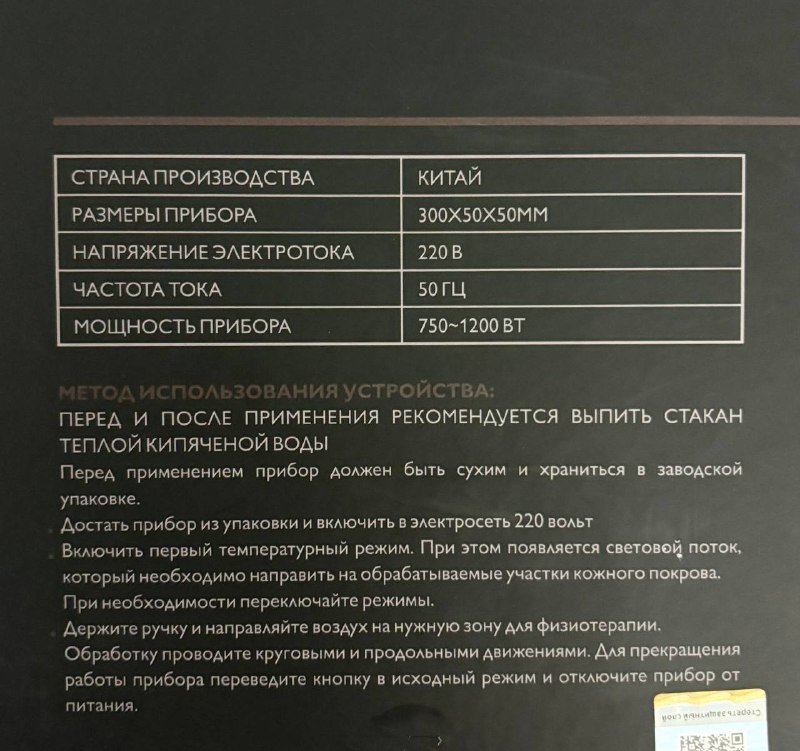 СТРАНА ПРОИЗВОДСТВА КИТАЙ
РАЗМЕРЫ ПРИБОРА 300Х50Х50ММ
НАПРЯЖЕНИЕ ЭЛЕКТРОТОКА 220 В
ЧАСТОТА ТОКА 50 ГЦ
МОЩНОСТЬ ПРИБОРА 750~1200 ВТ
МЕТОД ИСПОЛЬЗОВАНИЯ УСТРОЙСТВА:
ПЕРЕД И ПОСЛЕ ПРИМЕНЕНИЯ РЕКОМЕНДУЕТСЯ ВЫПИТЬ СТАКАН
ТЕПЛОЙ КИПЯЧЕНОЙ ВОДЫ
Перед применением прибор должен быть сухим и храниться в заводской
упаковке.
Достать прибор из упаковки и включить в электросеть 220 вольт
Включить первый температурный режим. При этом появляется световой поток,
который необходимо направить на обрабатываемые участки кожного покрова.
При необходимости переключайте режимы.
Держите ручку и направляйте воздух на нужную зону для физиотерапии.
Обработку проводите круговыми и продольными движениями. Для прекращения
работы прибора переведите кнопку в исходный режим и отключите прибор от
питания.
Стереть защитный слой